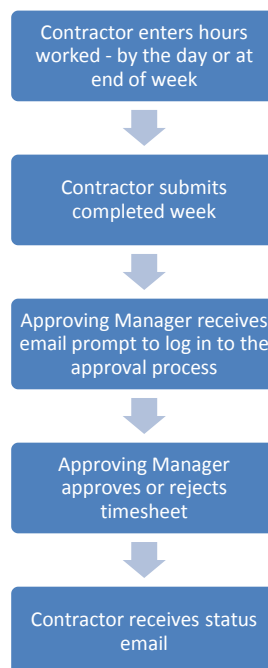 Contractor enters hours
worked - by the day or at
end of week
Contractor submits
completed week
Approving Manager receives
email prompt to log in to the
approval process
Approving Manager
approves or rejects
timesheet
Contractor receives status
email